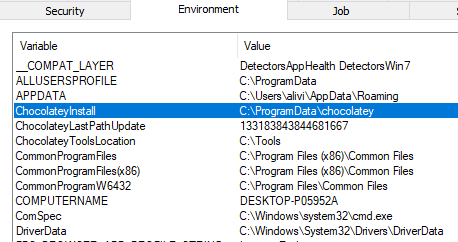 Security Environment Job
Variable Value
__COMPAT_LAYER DetectorsAppHealth DetectorsWin7
ALLUSERSPROFILE C:\ProgramData
APPDATA C:\Users\alivi\AppData\Roaming
ChocolateyInstall C:\ProgramData\chocolatey
ChocolateyLastPathUpdate 133183843844681667
ChocolateyToolsLocation C:\Tools
CommonProgramFiles C:\Program Files (x86)\Common Files
CommonProgramFiles(x86) C:\Program Files (x86)\Common Files
CommonProgramW6432 C:\Program Files\Common Files
COMPUTERNAME DESKTOP-P05952A
ComSpec C:\Windows\system32\cmd.exe
DriverData C:\Windows\System32\Drivers\DriverData